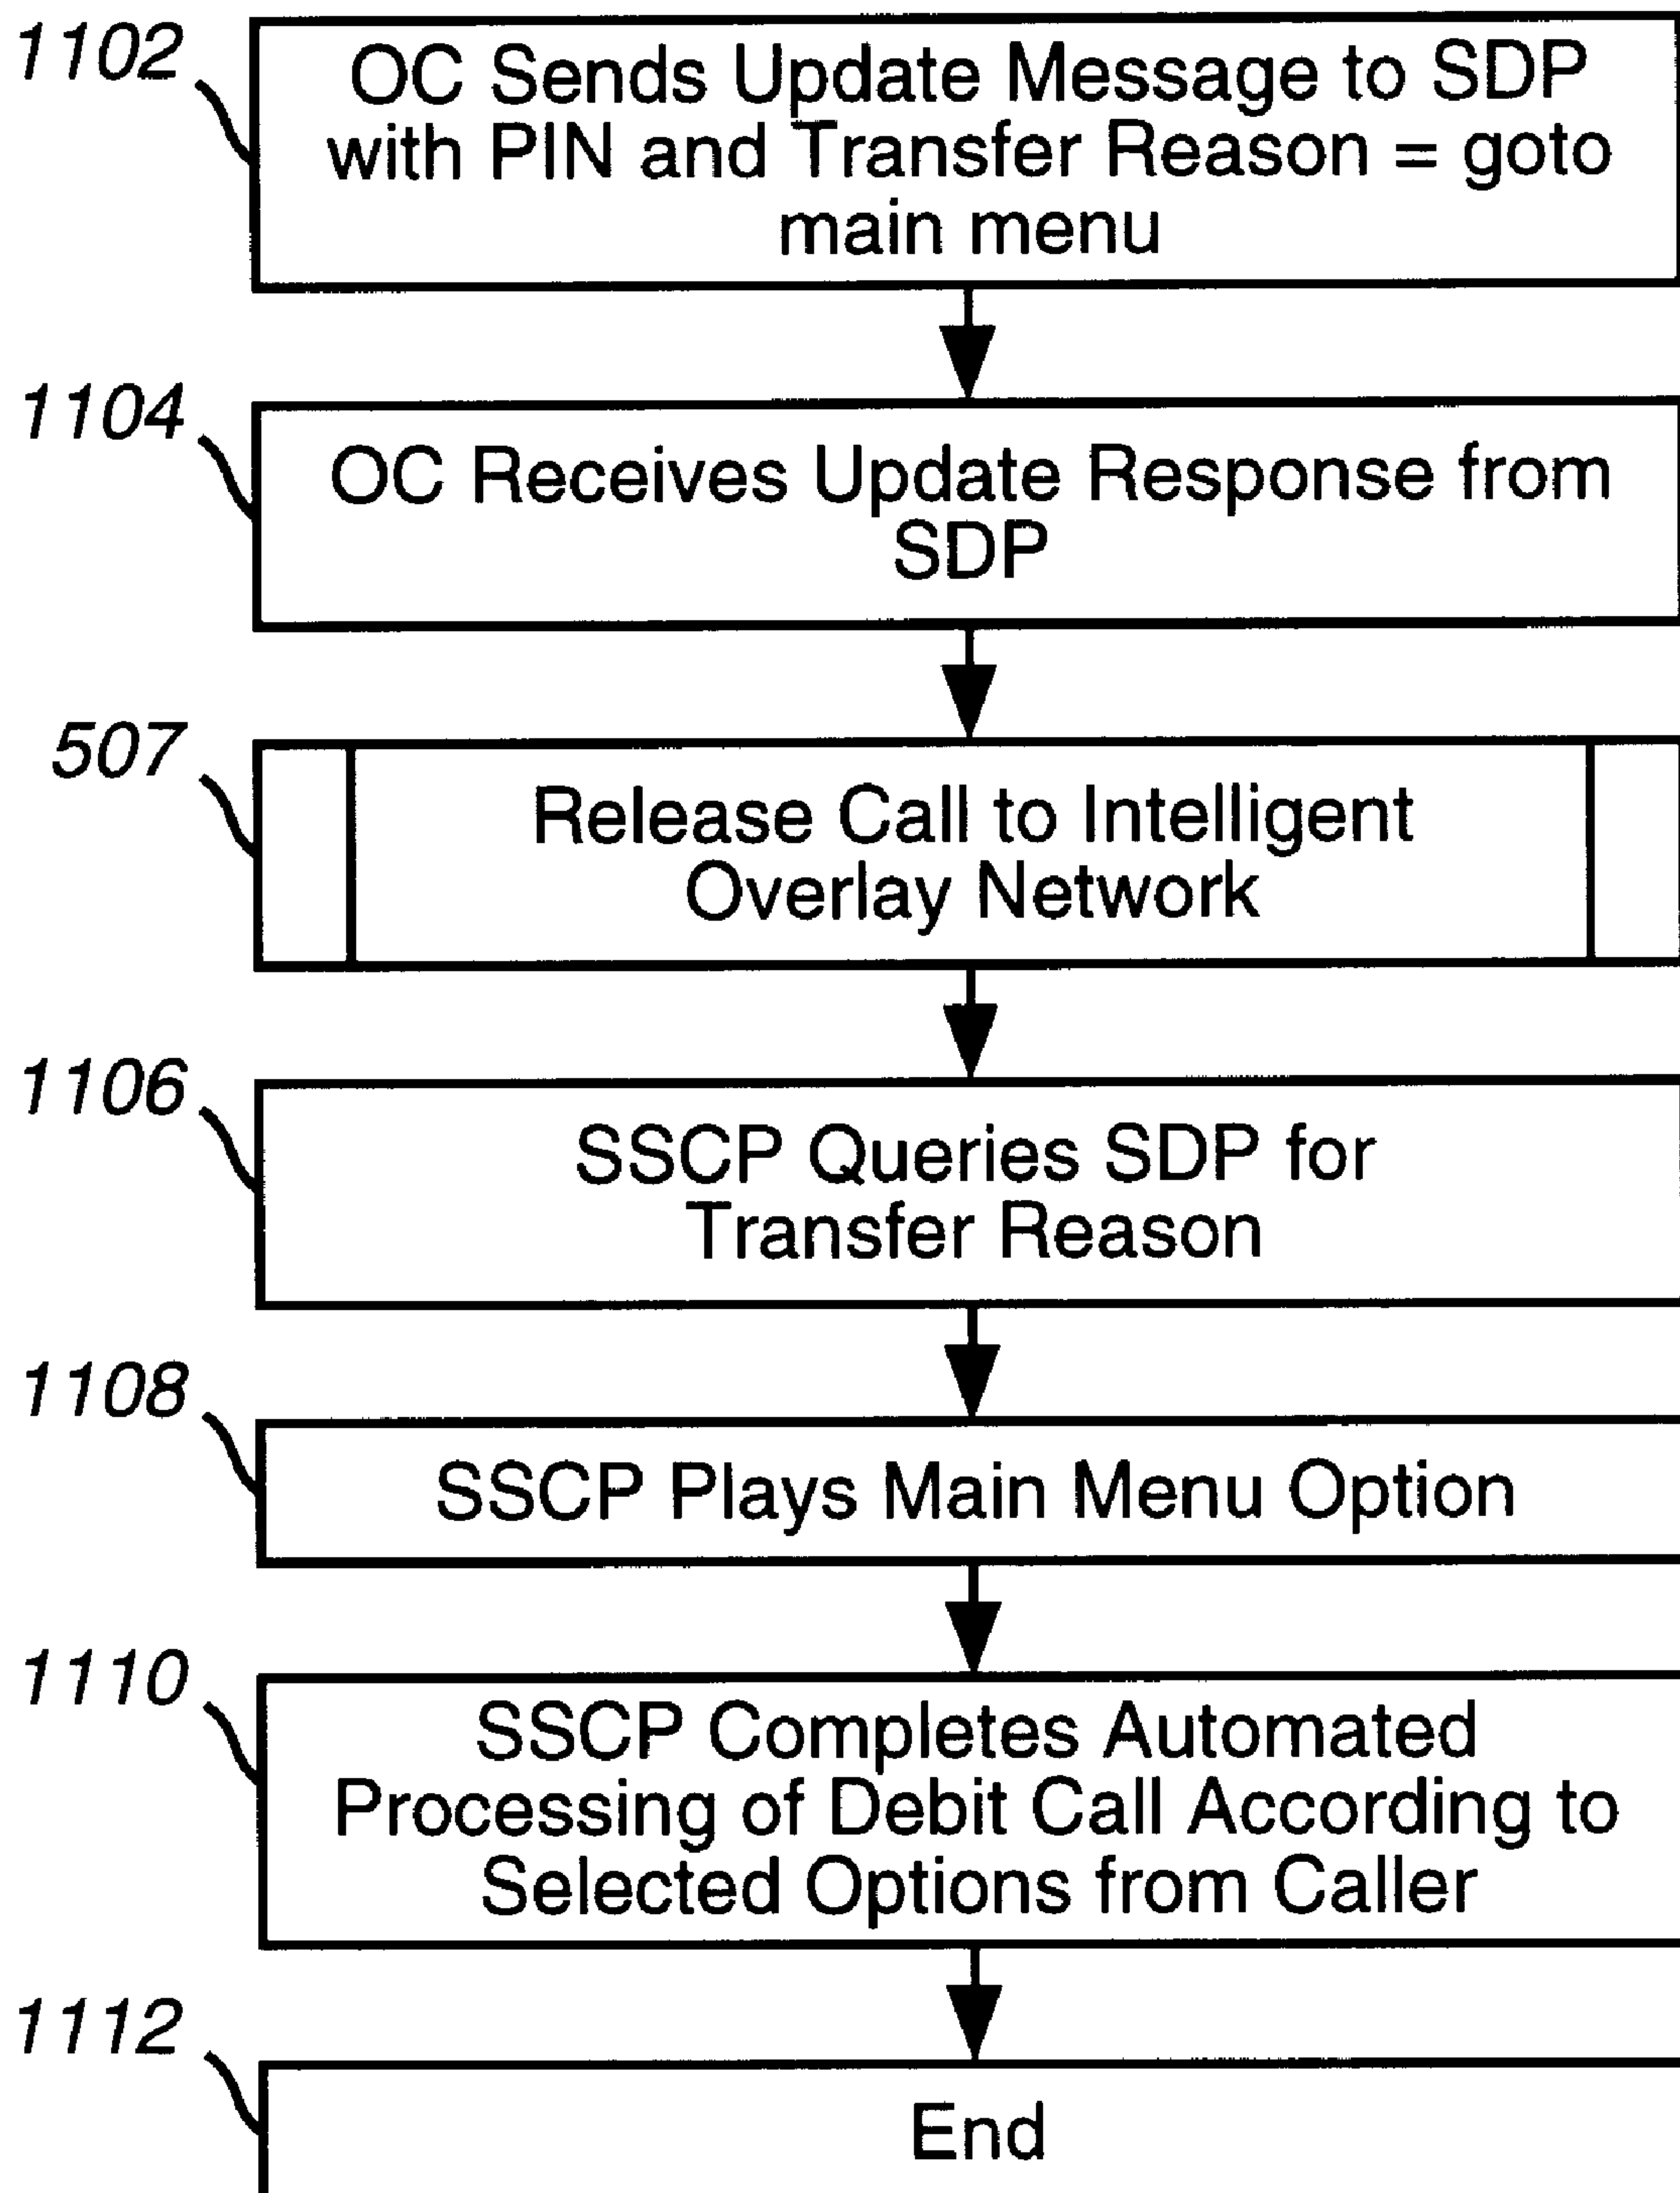 1102
OC Sends Update Message to SDP
with PIN and Transfer Reason = goto
main menu
1104
OC Receives Update Response from
SDP
507
Release Call to Intelligent
Overlay Network
1106
SSCP Queries SDP for
Transfer Reason
1108
SSCP Plays Main Menu Option
1110
SSCP Completes Automated
Processing of Debit Call According to
Selected Options from Caller
1112
End